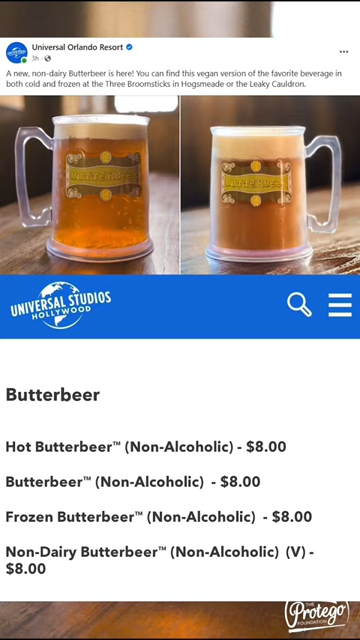 Universal Orlando Resort
3h ·
A new, non-dairy Butterbeer is here! You can find this vegan version of the favorite beverage in
both cold and frozen at the Three Broomsticks in Hogsmeade or the Leaky Cauldron.
BUTTERBEER
BUTTERBEER
UNIVERSAL STUDIOS
HOLLYWOOD
Butterbeer
Hot Butterbeer™ (Non-Alcoholic) - $8.00
Butterbeer™ (Non-Alcoholic) - $8.00
Frozen Butterbeer™ (Non-Alcoholic) - $8.00
Non-Dairy Butterbeer™ (Non-Alcoholic) (V) -
$8.00
THE
Protego
FOUNDATION